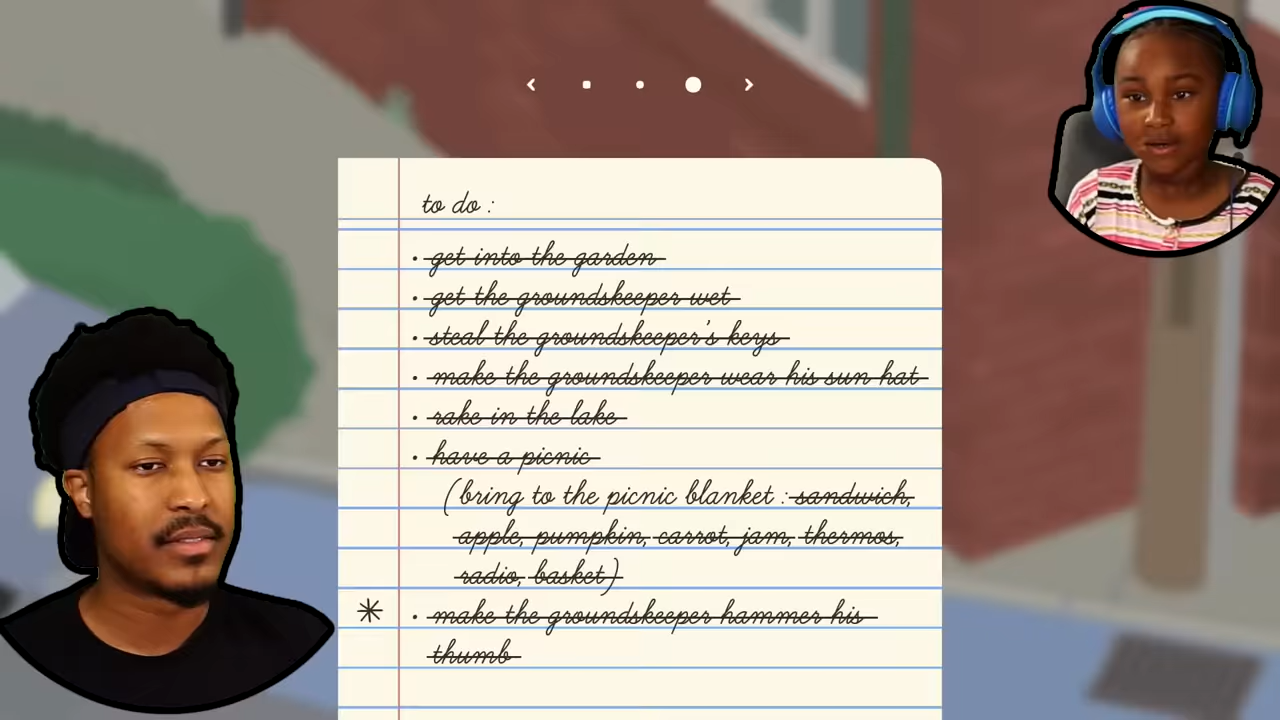 to do :
• get into the garden
• get the groundskeeper wet
• steal the groundskeeper's keys
• make the groundskeeper wear his sun hat
• rake in the lake
• have a picnic
(bring to the picnic blanket : sandwich,
apple, pumpkin, carrot, jam, thermos,
radio, basket)
• make the groundskeeper hammer his
thumb